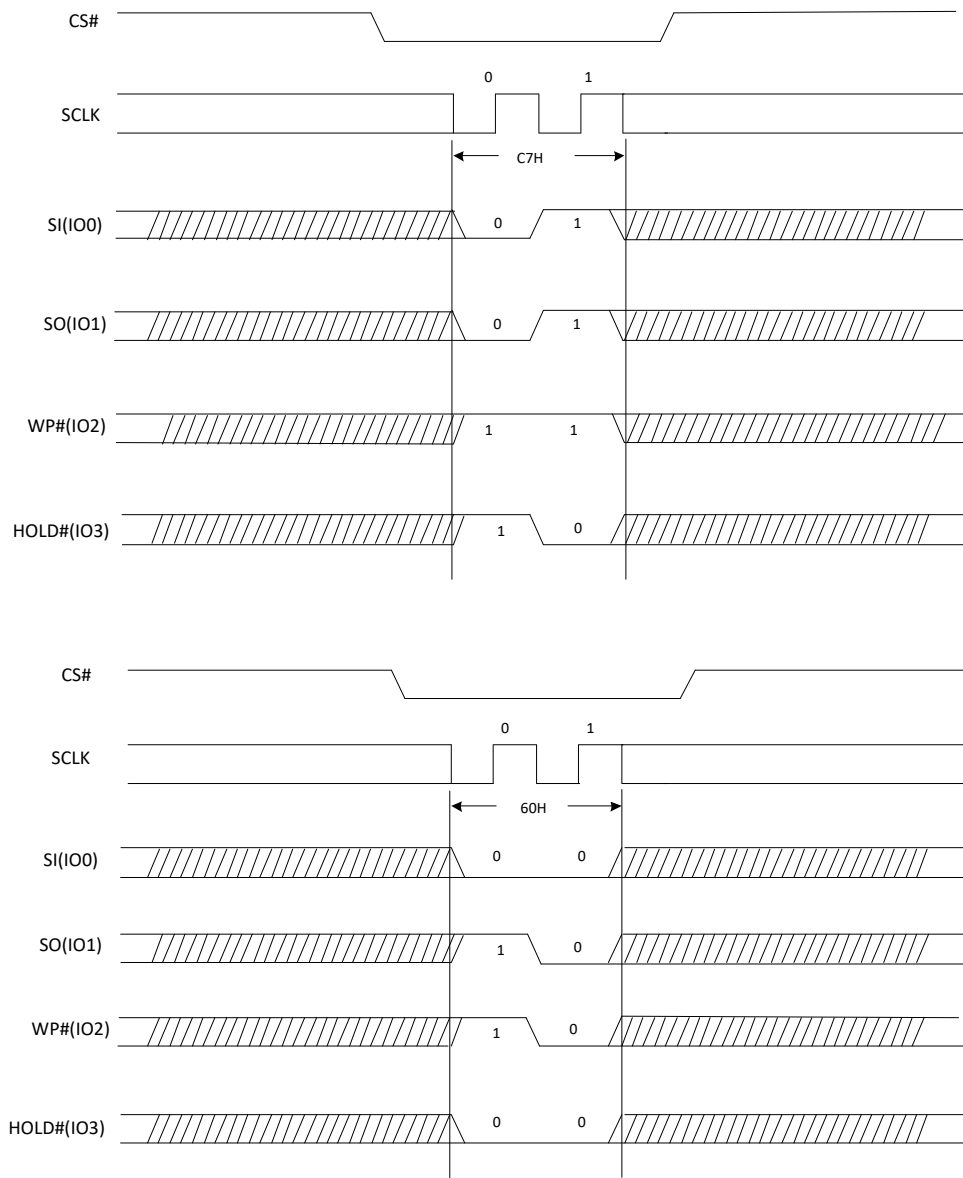 CS#
0 1
SCLK
C7H
SI(IO0) 0 1
SO(IO1) 0 1
WP#(IO2) 1 1
HOLD#(IO3) 1 0
CS#
0 1
SCLK
60H
SI(IO0) 0 0
SO(IO1) 1 0
WP#(IO2) 1 0
HOLD#(IO3) 0 0